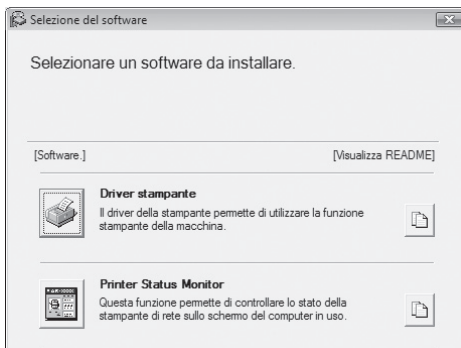 Selezione del software
Selezionare un software da installare.
[Software.] [Visualizza README]
Driver stampante
Il driver della stampante permette di utilizzare la funzione
stampante della macchina.
Printer Status Monitor
Questa funzione permette di controllare lo stato della
stampante di rete sullo schermo del computer in uso.